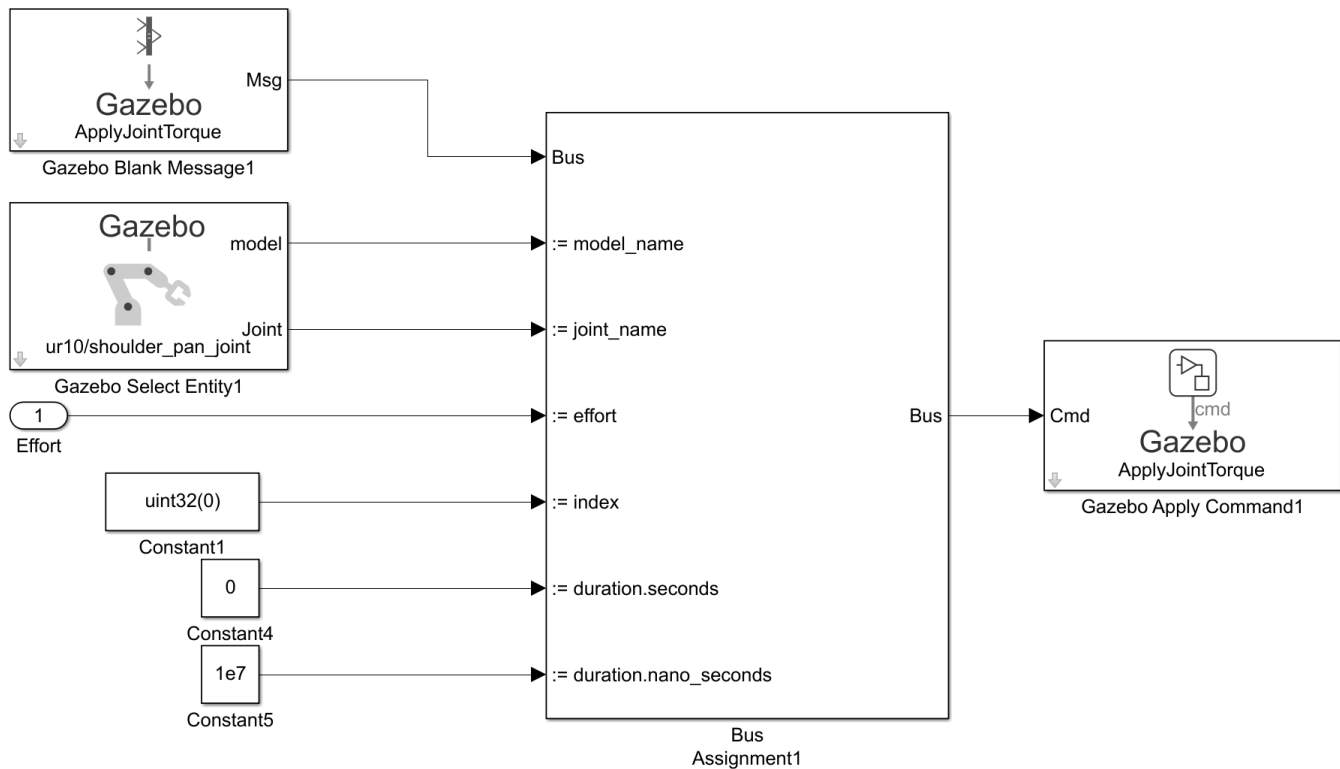 Msg
Gazebo
ApplyJointTorque
Gazebo Blank Message1
Gazebo
model
Joint
ur10/shoulder_pan_joint
Gazebo Select Entity1
1
Effort
uint32(0)
Constant1
0
Constant4
1e7
Constant5
Bus
:= model_name
:= joint_name
:= effort
:= index
:= duration.seconds
:= duration.nano_seconds
Bus
Bus
Assignment1
Cmd
cmd
Gazebo
ApplyJointTorque
Gazebo Apply Command1